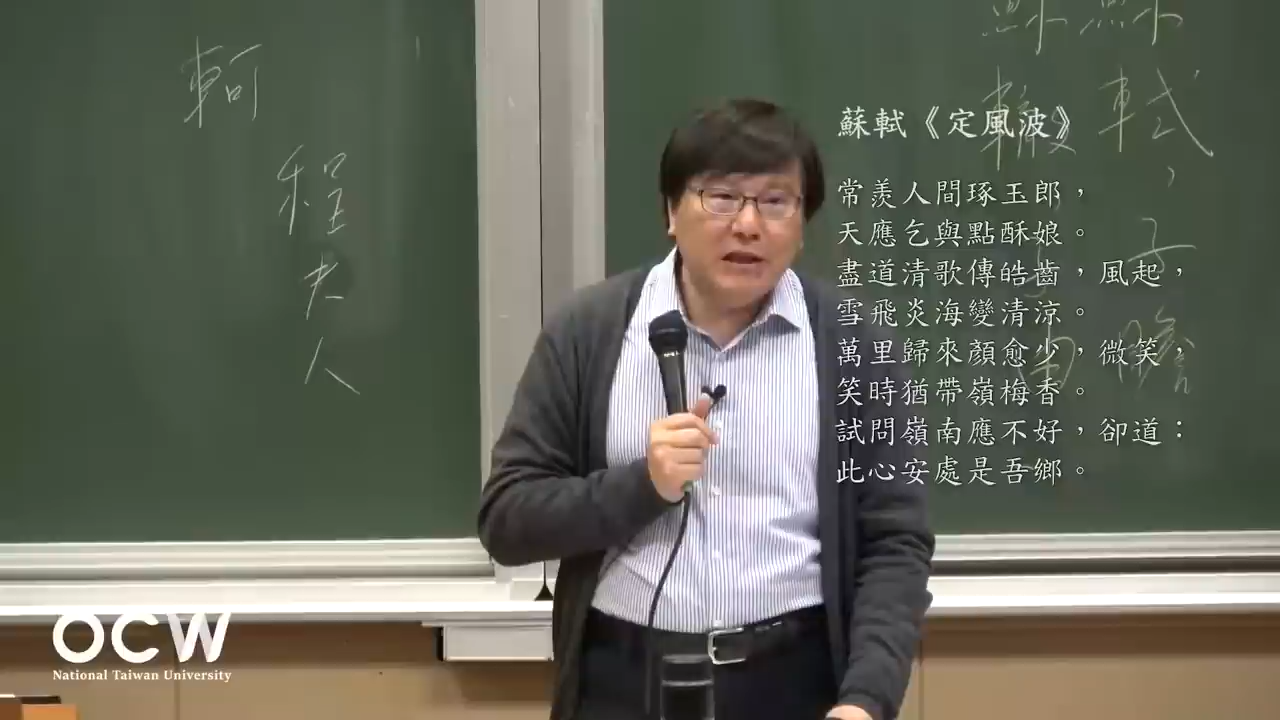 軻
程
夫
人
蘇 蘇
轍 軾，
子
瞻
蘇軾《定風波》
常羨人間琢玉郎，
天應乞與點酥娘。
盡道清歌傳皓齒，風起，
雪飛炎海變清涼。
萬里歸來顏愈少，微笑，
笑時猶帶嶺梅香。
試問嶺南應不好，卻道：
此心安處是吾鄉。
OCW
National Taiwan University